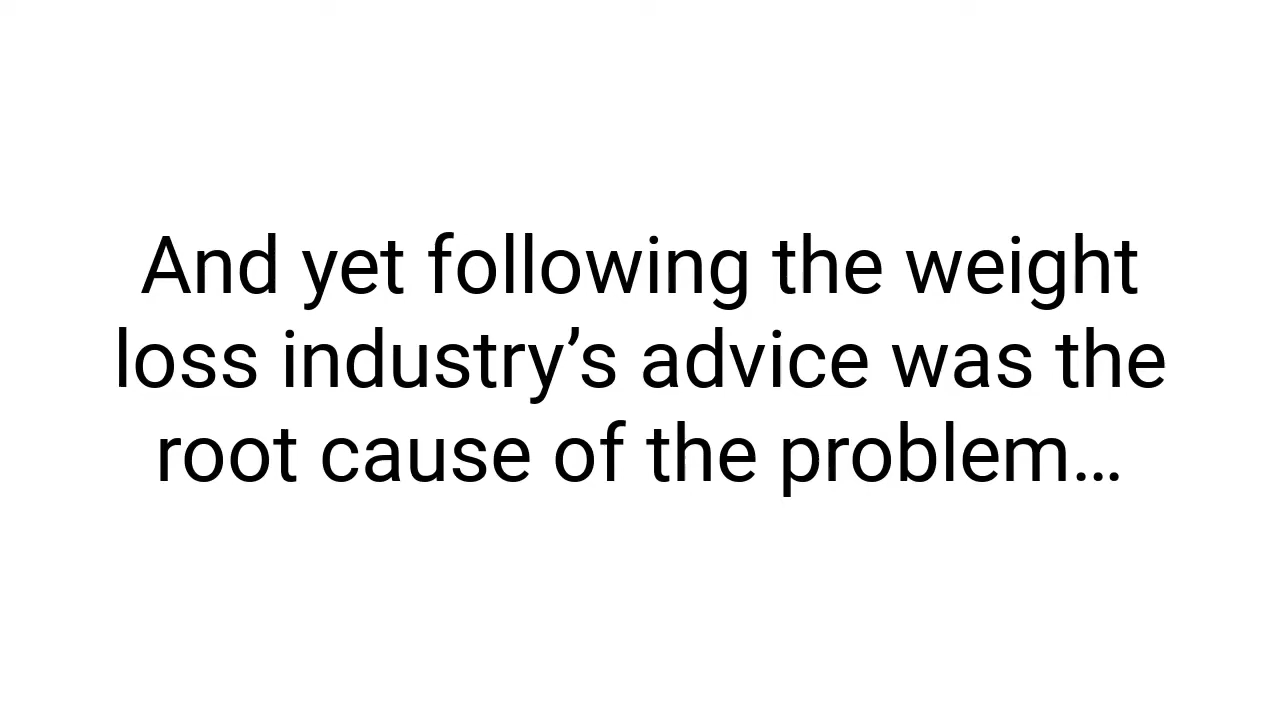 And yet following the weight
loss industry’s advice was the
root cause of the problem…